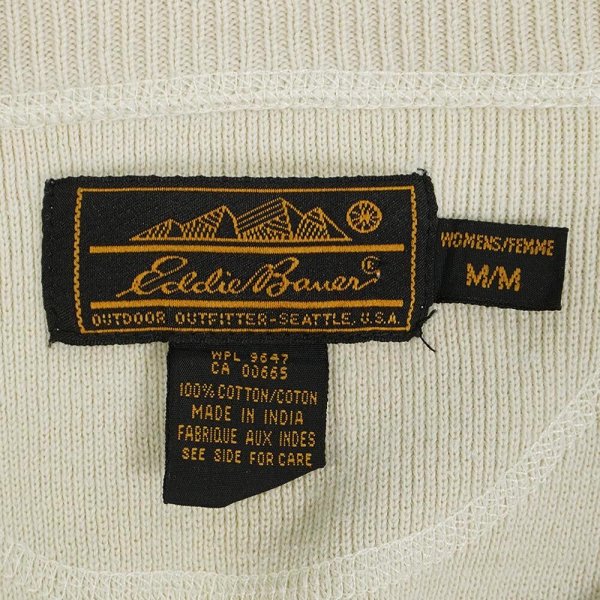 Eddie Bauer®
OUTDOOR OUTFITTER-SEATTLE, U.S.A.
WOMENS/FEMME
M/M
WPL 9647
CA 00665
100% COTTON/COTON
MADE IN INDIA
FABRIQUE AUX INDES
SEE SIDE FOR CARE